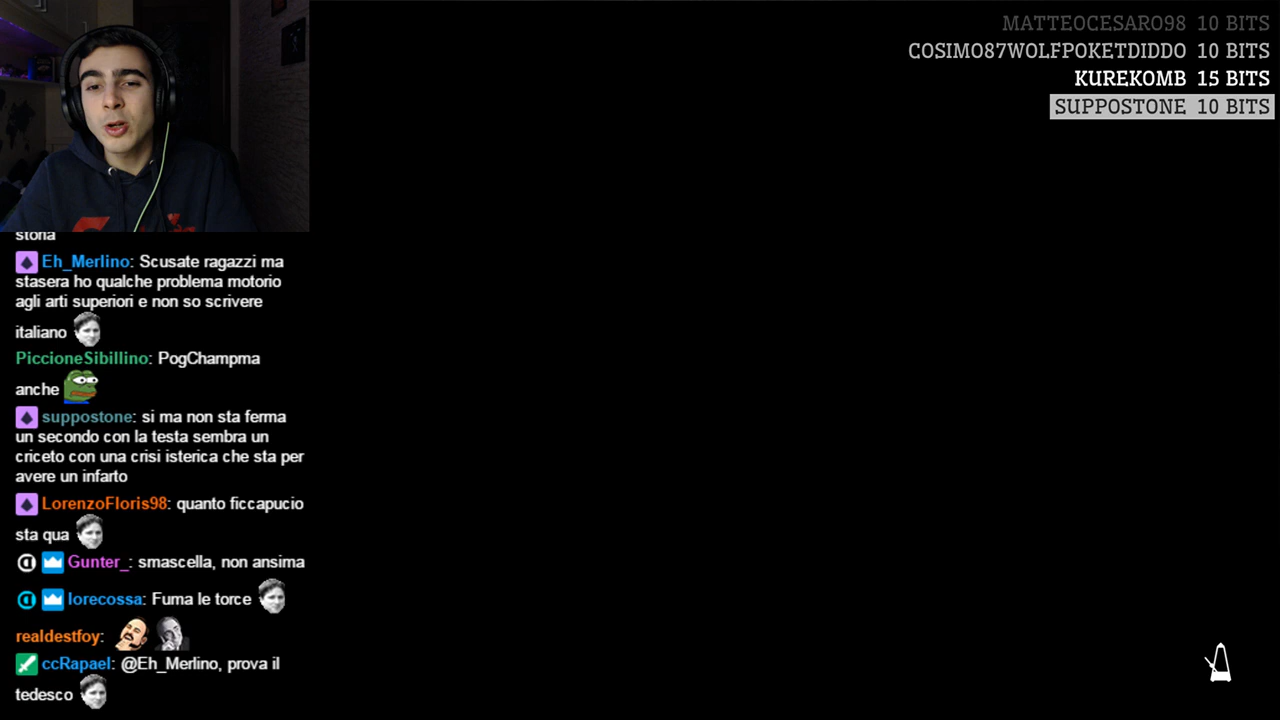 MATTEOCESARO98 10 BITS
COSIMO87WOLFPOKETDIDDO 10 BITS
KUREKOMB 15 BITS
SUPPOSTONE 10 BITS
storia
Eh_Merlino: Scusate ragazzi ma
stasera ho qualche problema motorio
agli arti superiori e non so scrivere
italiano
PiccioneSibillino: PogChampma
anche
suppostone: si ma non sta ferma
un secondo con la testa sembra un
criceto con una crisi isterica che sta per
avere un infarto
LorenzoFloris98: quanto ficcapucio
sta qua
Gunter_: smascella, non ansima
lorecossa: Fuma le torce
realdestfoy:
ccRapael: @Eh_Merlino, prova il
tedesco